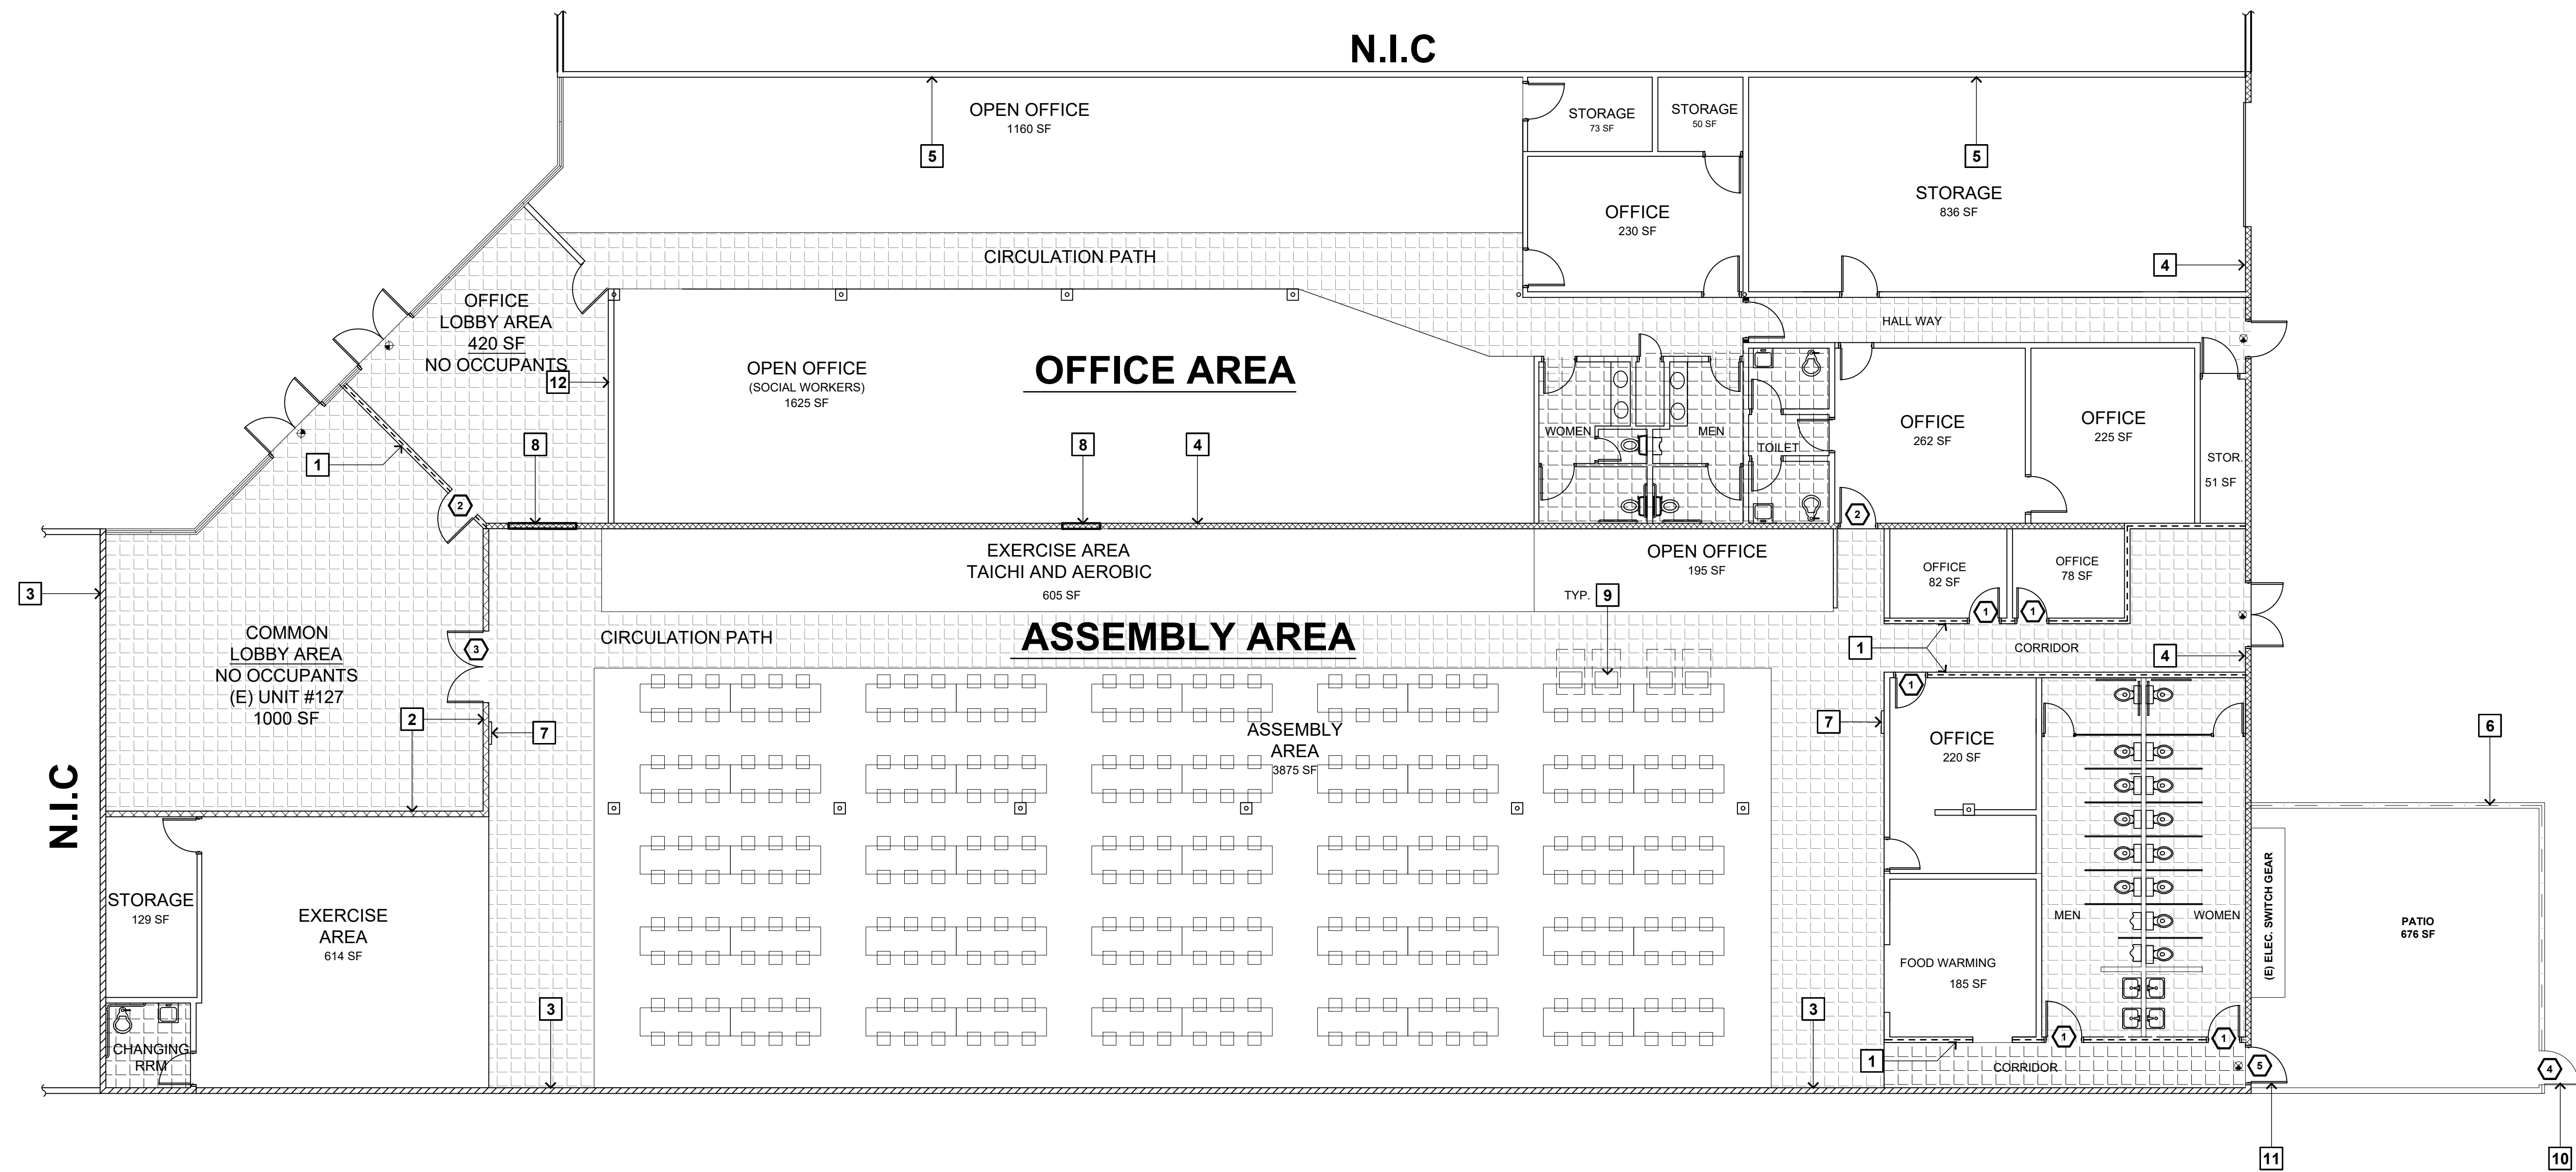 N.I.C
OPEN OFFICE
1160 SF
5
STORAGE
73 SF
STORAGE
50 SF
5
STORAGE
836 SF
OFFICE
230 SF
4
CIRCULATION PATH
OFFICE
LOBBY AREA
420 SF
NO OCCUPANTS
12
HALL WAY
OPEN OFFICE
(SOCIAL WORKERS)
1625 SF
OFFICE AREA
8
8
4
1
2
WOMEN
MEN
TOILET
OFFICE
262 SF
OFFICE
225 SF
STOR.
51 SF
2
EXERCISE AREA
TAICHI AND AEROBIC
605 SF
OPEN OFFICE
195 SF
TYP.
9
OFFICE
82 SF
OFFICE
78 SF
1
1
3
COMMON
LOBBY AREA
NO OCCUPANTS
(E) UNIT #127
1000 SF
3
CIRCULATION PATH
ASSEMBLY AREA
1
CORRIDOR
4
2
7
ASSEMBLY
AREA
3875 SF
7
1
OFFICE
220 SF
6
N.I.C
STORAGE
129 SF
EXERCISE
AREA
614 SF
MEN
WOMEN
(E) ELEC. SWITCH GEAR
PATIO
676 SF
FOOD WARMING
185 SF
3
3
CHANGING
RRM
1
1
1
CORRIDOR
5
4
11
10